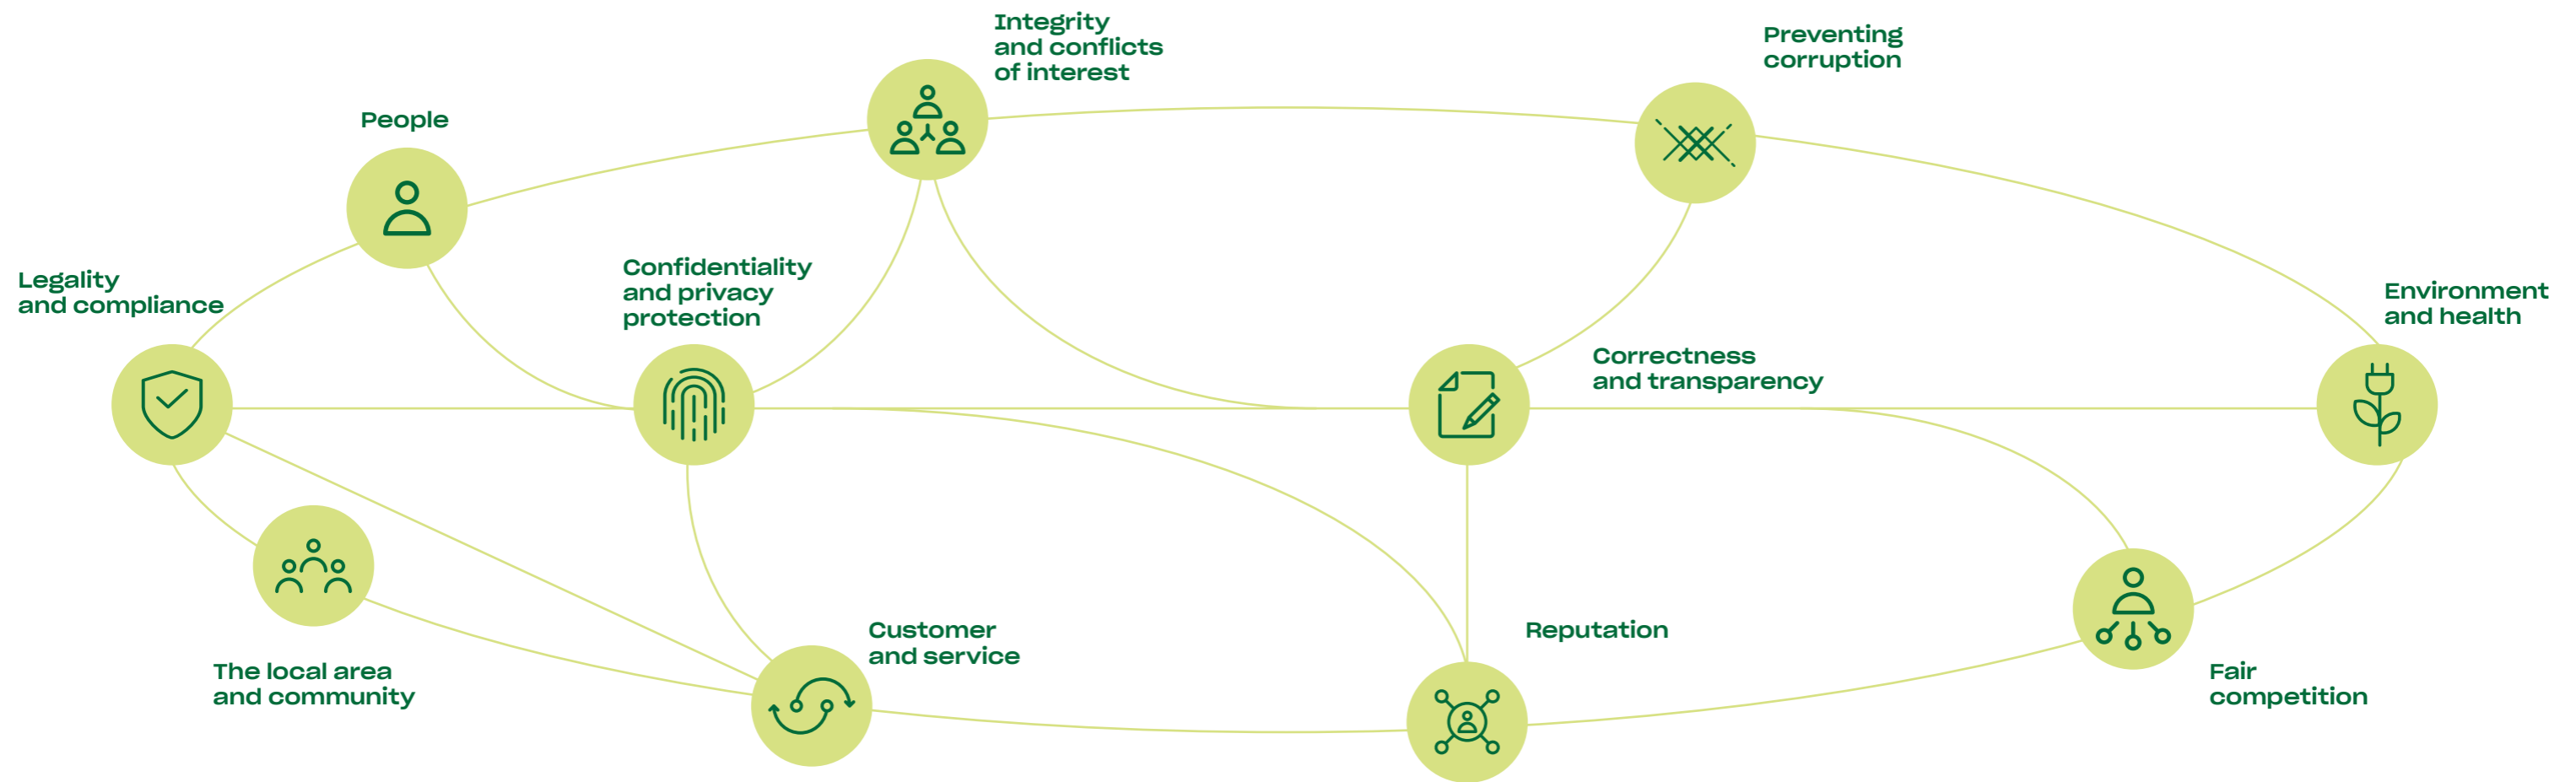 Integrity
and conflicts
of interest
Preventing
corruption
People
Legality
and compliance
Confidentiality
and privacy
protection
Environment
and health
Correctness
and transparency
Customer
and service
Reputation
The local area
and community
Fair
competition